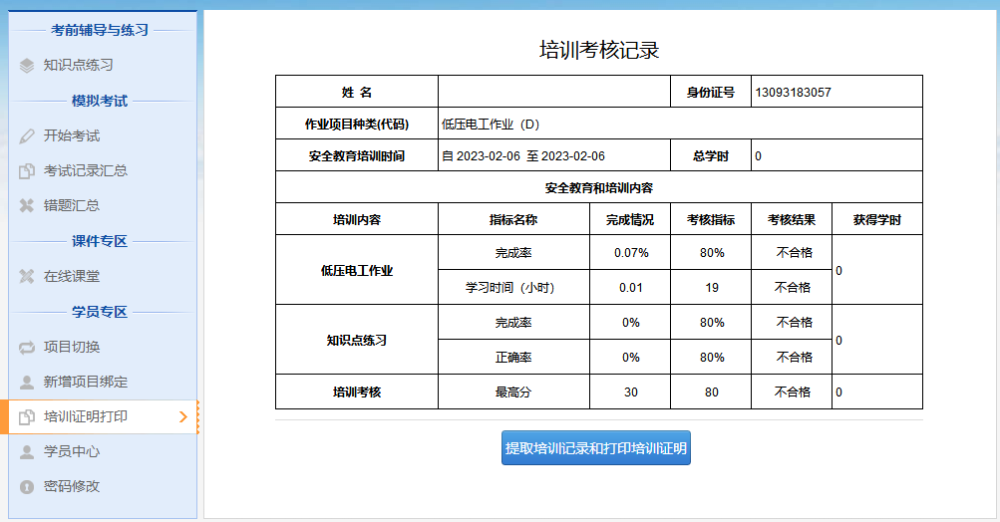 考前辅导与练习
知识点练习
模拟考试
开始考试
考试记录汇总
错题汇总
课件专区
在线课堂
学员专区
项目切换
新增项目绑定
培训证明打印
学员中心
密码修改
培训考核记录
姓 名 身份证号 13093183057
作业项目种类(代码) 低压电工作业（D）
安全教育培训时间 自 2023-02-06 至 2023-02-06 总学时 0
安全教育和培训内容
培训内容 指标名称 完成情况 考核指标 考核结果 获得学时
低压电工作业 完成率 0.07% 80% 不合格 0
学习时间（小时） 0.01 19 不合格
知识点练习 完成率 0% 80% 不合格 0
正确率 0% 80% 不合格
培训考核 最高分 30 80 不合格 0
提取培训记录和打印培训证明